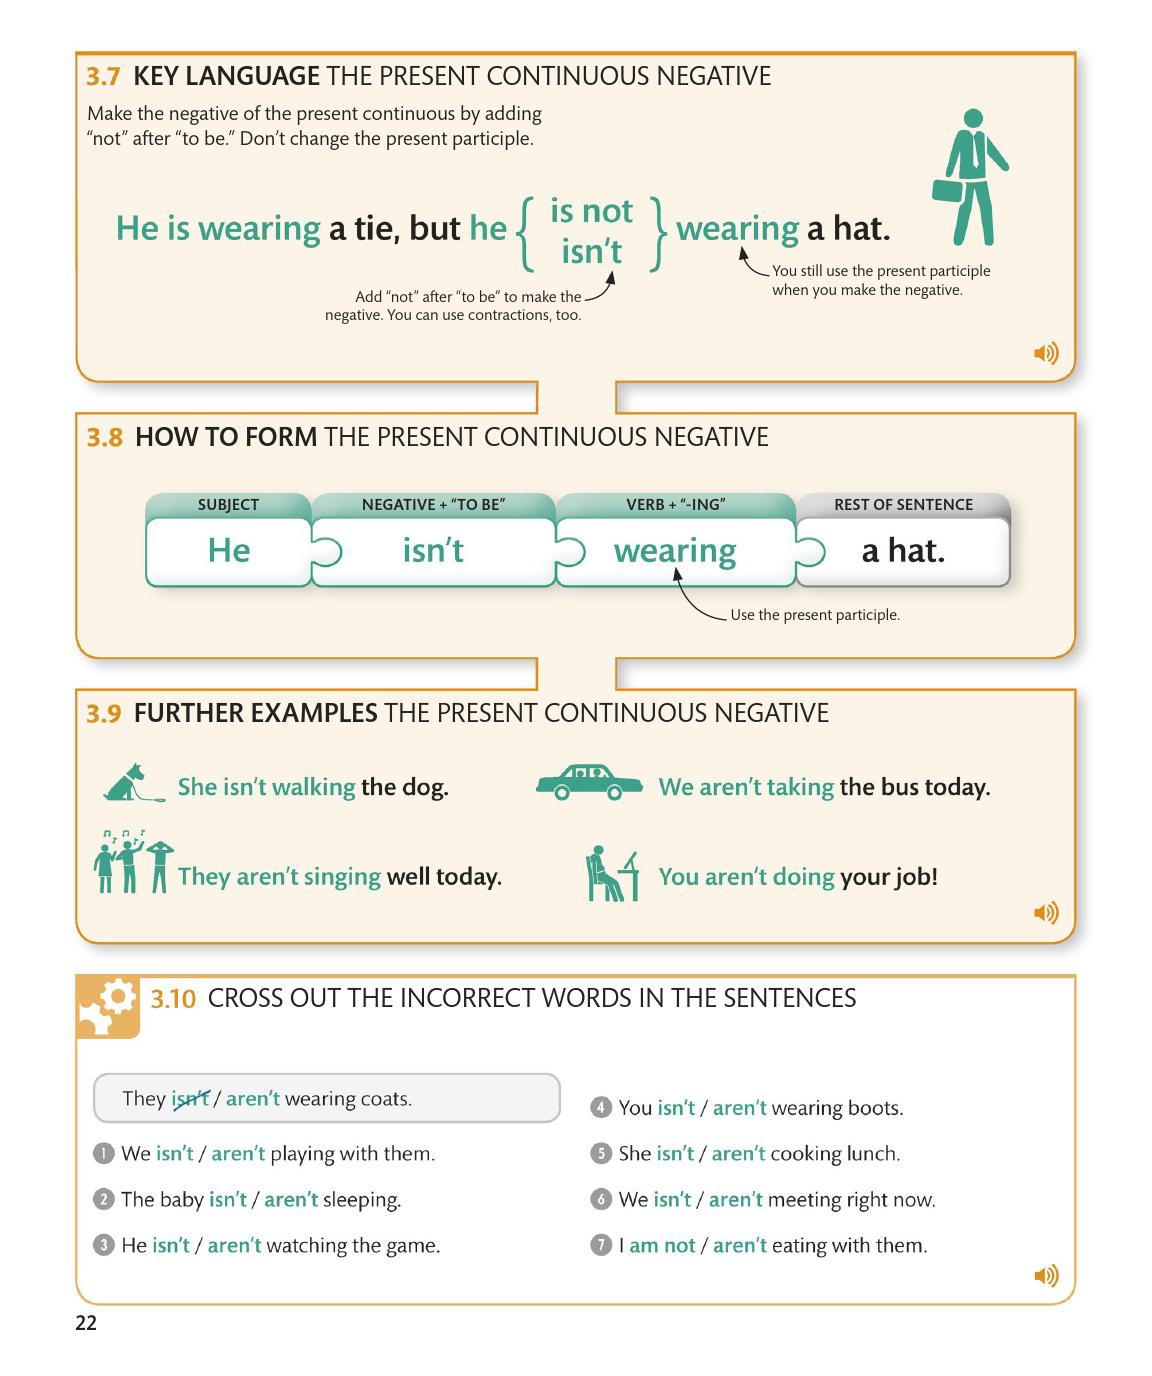 3.7 KEY LANGUAGE THE PRESENT CONTINUOUS NEGATIVE
Make the negative of the present continuous by adding
“not” after “to be.” Don’t change the present participle.
He is wearing a tie, but he { is not
isn’t } wearing a hat.
You still use the present participle
when you make the negative.
Add “not” after “to be” to make the
negative. You can use contractions, too.
3.8 HOW TO FORM THE PRESENT CONTINUOUS NEGATIVE
SUBJECT NEGATIVE + “TO BE” VERB + “-ING” REST OF SENTENCE
He isn’t wearing a hat.
Use the present participle.
3.9 FURTHER EXAMPLES THE PRESENT CONTINUOUS NEGATIVE
She isn’t walking the dog.
We aren’t taking the bus today.
They aren’t singing well today.
You aren’t doing your job!
3.10 CROSS OUT THE INCORRECT WORDS IN THE SENTENCES
They isn’t / aren’t wearing coats.
1 We isn’t / aren’t playing with them.
2 The baby isn’t / aren’t sleeping.
3 He isn’t / aren’t watching the game.
4 You isn’t / aren’t wearing boots.
5 She isn’t / aren’t cooking lunch.
6 We isn’t / aren’t meeting right now.
7 I am not / aren’t eating with them.
22